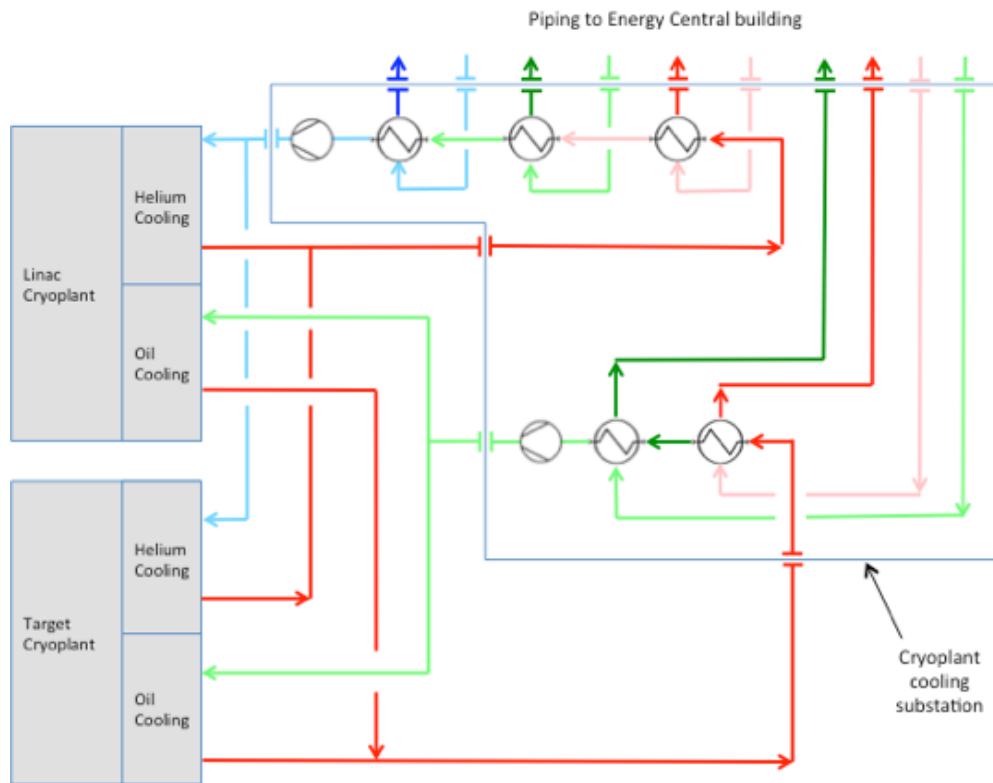 Piping to Energy Central building
Linac
Cryoplant
Helium
Cooling
Oil
Cooling
Target
Cryoplant
Helium
Cooling
Oil
Cooling
Cryoplant
cooling
substation